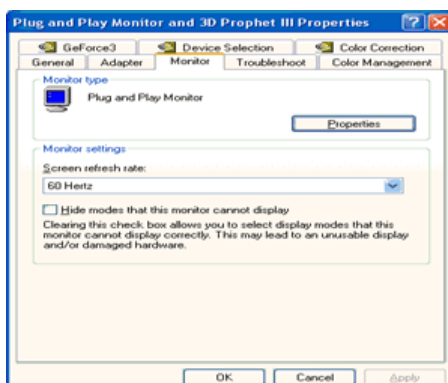 Plug and Play Monitor and 3D Prophet III Properties
GeForce3 Device Selection Color Correction
General Adapter Monitor Troubleshoot Color Management
Monitor type
Plug and Play Monitor
Properties
Monitor settings
Screen refresh rate:
60 Hertz
Hide modes that this monitor cannot display
Clearing this check box allows you to select display modes that this
monitor cannot display correctly. This may lead to an unusable display
and/or damaged hardware.
OK Cancel Apply